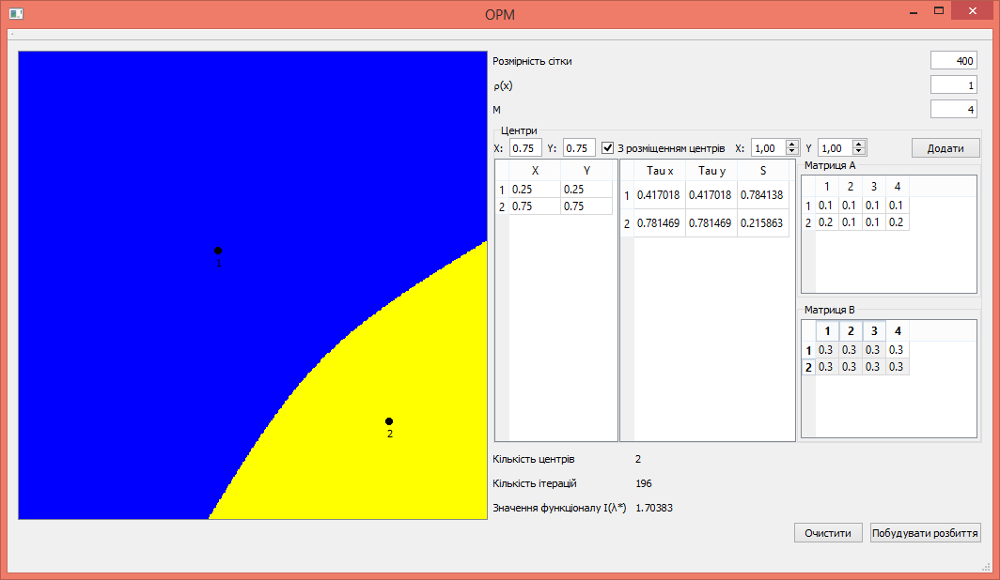 OPM
Розмірність сітки 400
ρ(x) 1
M 4
Центри
X: 0.75 Y: 0.75 З розміщенням центрів X: 1,00 Y 1,00 Додати
X Y
1 0.25 0.25
2 0.75 0.75
Tau x Tau y S
1 0.417018 0.417018 0.784138
2 0.781469 0.781469 0.215863
Матриця A
1 2 3 4
1 0.1 0.1 0.1 0.1
2 0.2 0.1 0.1 0.2
Матриця B
1 2 3 4
1 0.3 0.3 0.3 0.3
2 0.3 0.3 0.3 0.3
1
2
Кількість центрів 2
Кількість ітерацій 196
Значення функціоналу I(λ*) 1.70383
Очистити Побудувати розбиття